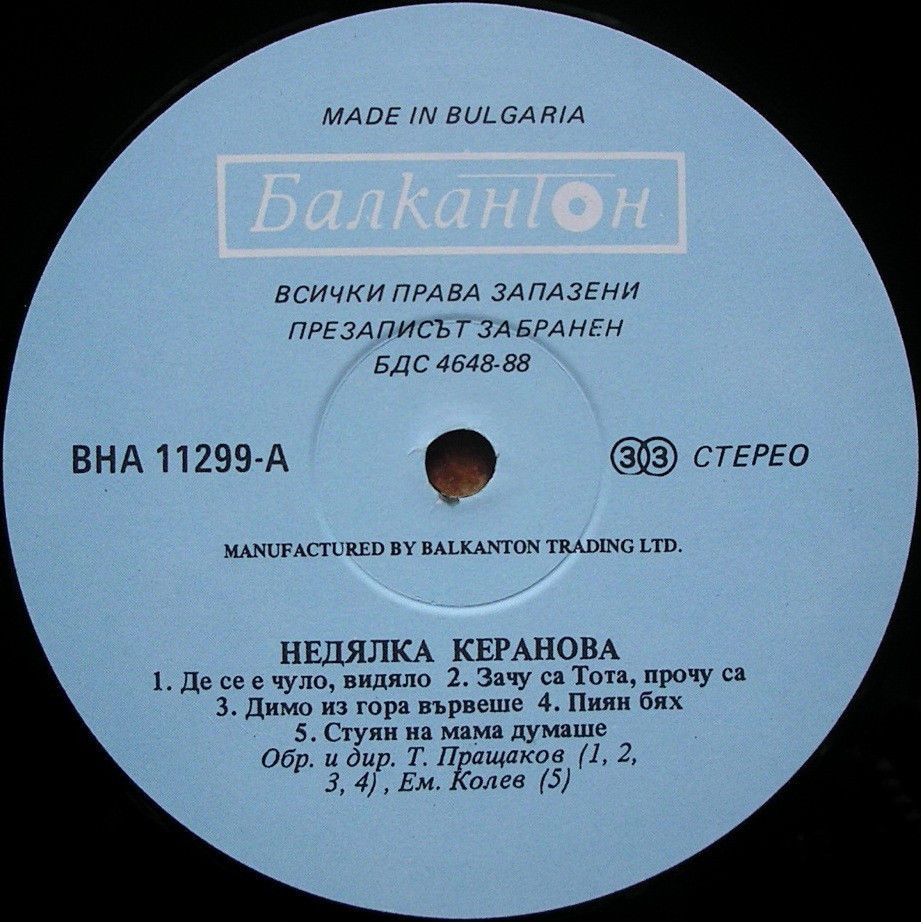 MADE IN BULGARIA
Балкантон
ВСИЧКИ ПРАВА ЗАПАЗЕНИ
ПРЕЗАПИСЪТ ЗАБРАНЕН
БДС 4648-88
ВНА 11299-А
33 СТЕРЕО
MANUFACTURED BY BALKANTON TRADING LTD.
НЕДЯЛКА КЕРАНОВА
1. Де се е чуло, видяло 2. Зачу са Тота, прочу са
3. Димо из гора вървеше 4. Пиян бях
5. Стуян на мама думаше
Обр. и дир. Т. Пращаков (1, 2,
3, 4), Ем. Колев (5)